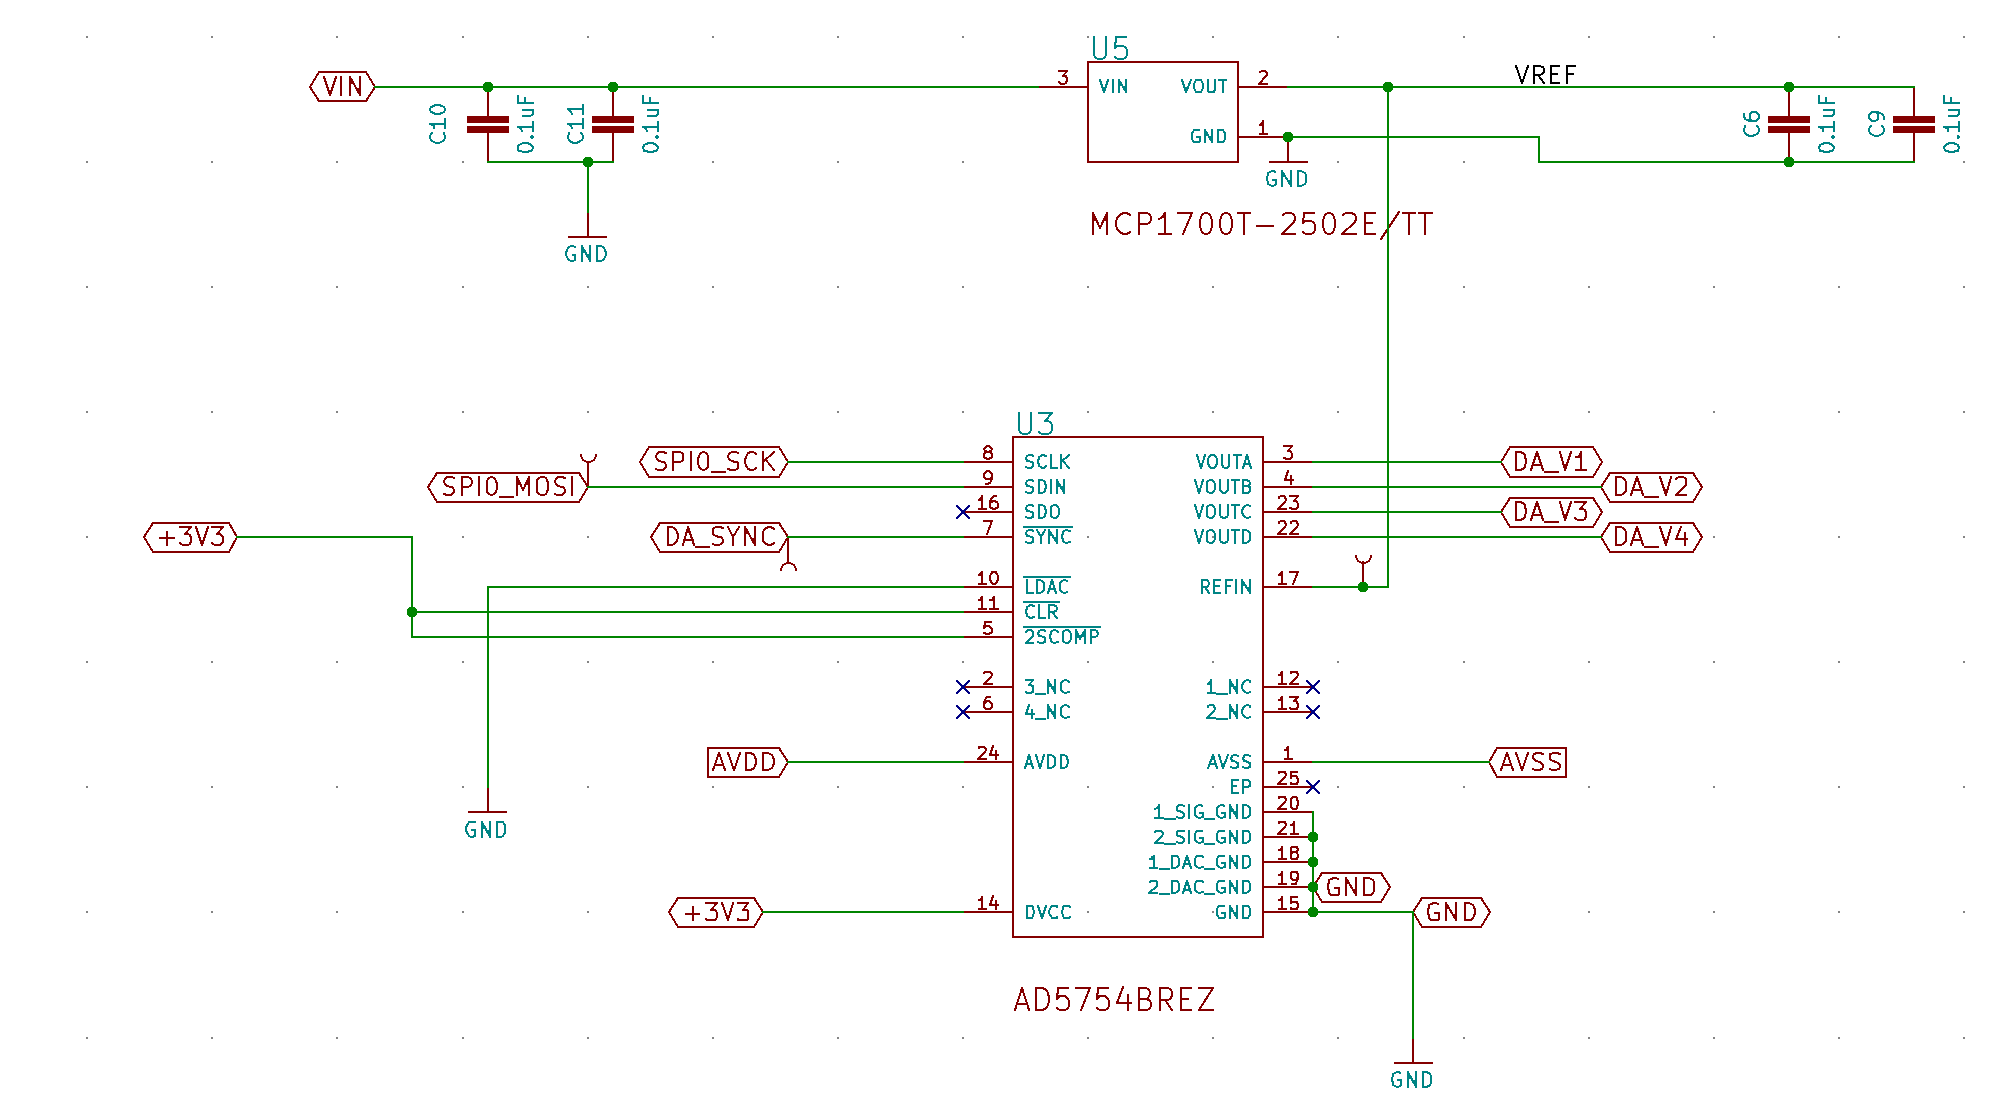 U5
VIN
3 VIN VOUT 2
VREF
C10 0.1uF C11 0.1uF
GND 1
C6 0.1uF C9 0.1uF
GND
MCP1700T-2502E/TT
GND
U3
SPI0_SCK 8 SCLK VOUTA 3 DA_V1
SPI0_MOSI 9 SDIN VOUTB 4 DA_V2
16 SDO VOUTC 23 DA_V3
+3V3 DA_SYNC 7 SYNC VOUTD 22 DA_V4
10 LDAC REFIN 17
11 CLR
5 2SCOMP
2 3_NC 1_NC 12
6 4_NC 2_NC 13
AVDD 24 AVDD AVSS 1 AVSS
EP 25
1_SIG_GND 20
GND 2_SIG_GND 21
1_DAC_GND 18
2_DAC_GND 19 GND
+3V3 14 DVCC GND 15 GND
AD5754BREZ
GND